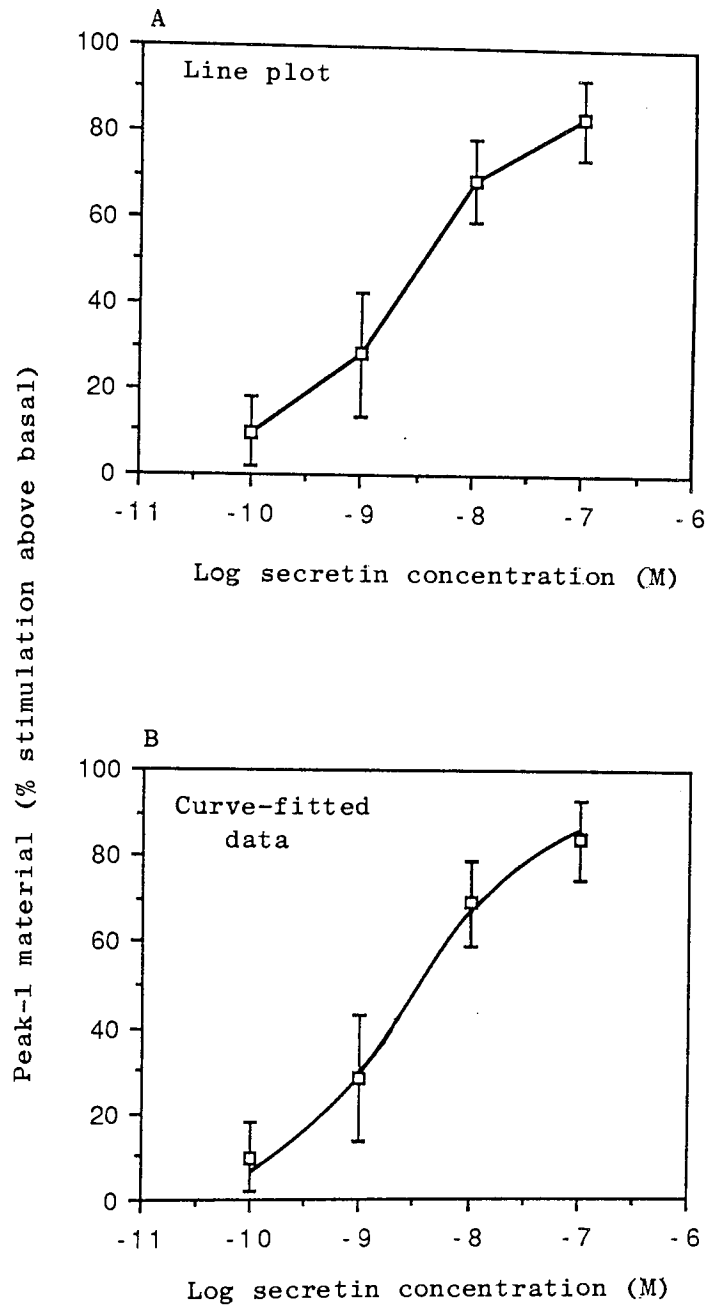 A
Line plot
100
80
60
40
20
0
-11 -10 -9 -8 -7 -6
Log secretin concentration (M)
Peak-1 material (% stimulation above basal)
B
Curve-fitted
data
100
80
60
40
20
0
-11 -10 -9 -8 -7 -6
Log secretin concentration (M)